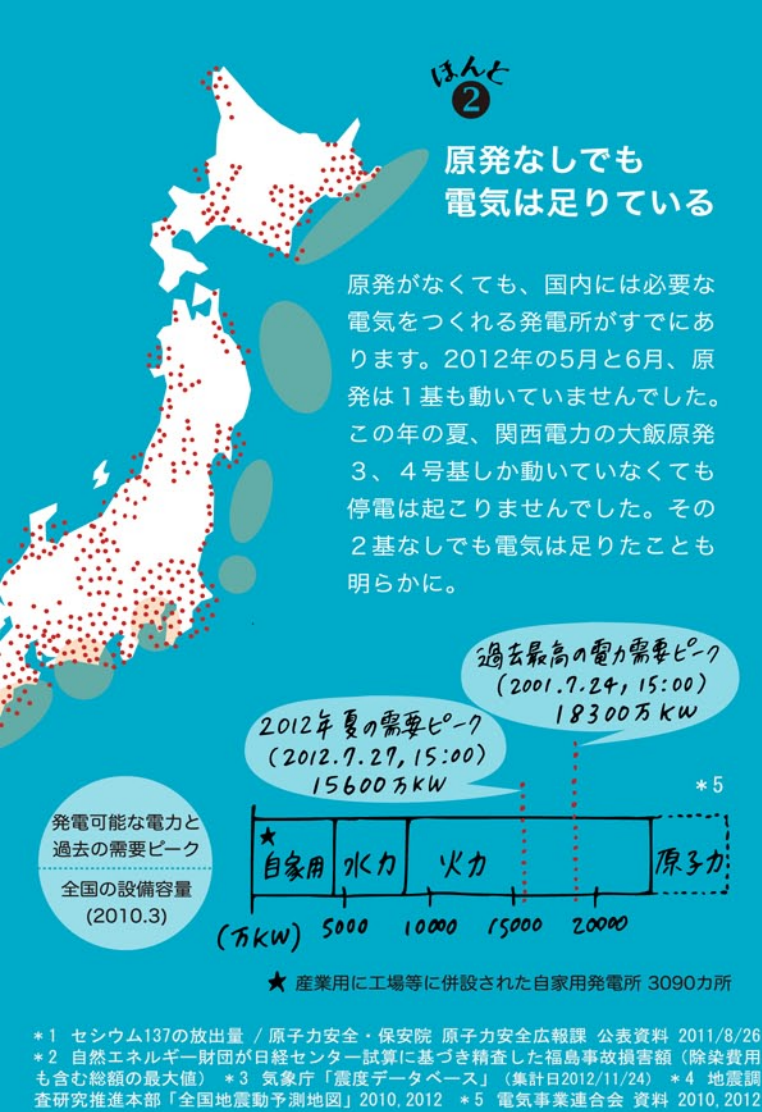 ほんと
2
原発なしでも
電気は足りている
原発がなくても、国内には必要な
電気をつくれる発電所がすでにあ
ります。2012年の5月と6月、原
発は１基も動いていませんでした。
この年の夏、関西電力の大飯原発
３、４号基しか動いていなくても
停電は起こりませんでした。その
２基なしでも電気は足りたことも
明らかに。
過去最高の電力需要ピーク
(2001.7.24, 15:00)
18300万KW
2012年夏の需要ピーク
(2012.7.27, 15:00)
15600万KW
＊5
発電可能な電力と
過去の需要ピーク
全国の設備容量
(2010.3)
★
自家用 水力 火力 原子力
(万KW) 5000 10000 15000 20000
★ 産業用に工場等に併設された自家用発電所 3090カ所
＊1 セシウム137の放出量 / 原子力安全・保安院 原子力安全広報課 公表資料 2011/8/26
＊2 自然エネルギー財団が日経センター試算に基づき精査した福島事故損害額（除染費用
も含む総額の最大値） ＊3 気象庁「震度データベース」（集計日2012/11/24） ＊4 地震調
査研究推進本部「全国地震動予測地図」2010,2012 ＊5 電気事業連合会 資料 2010,2012